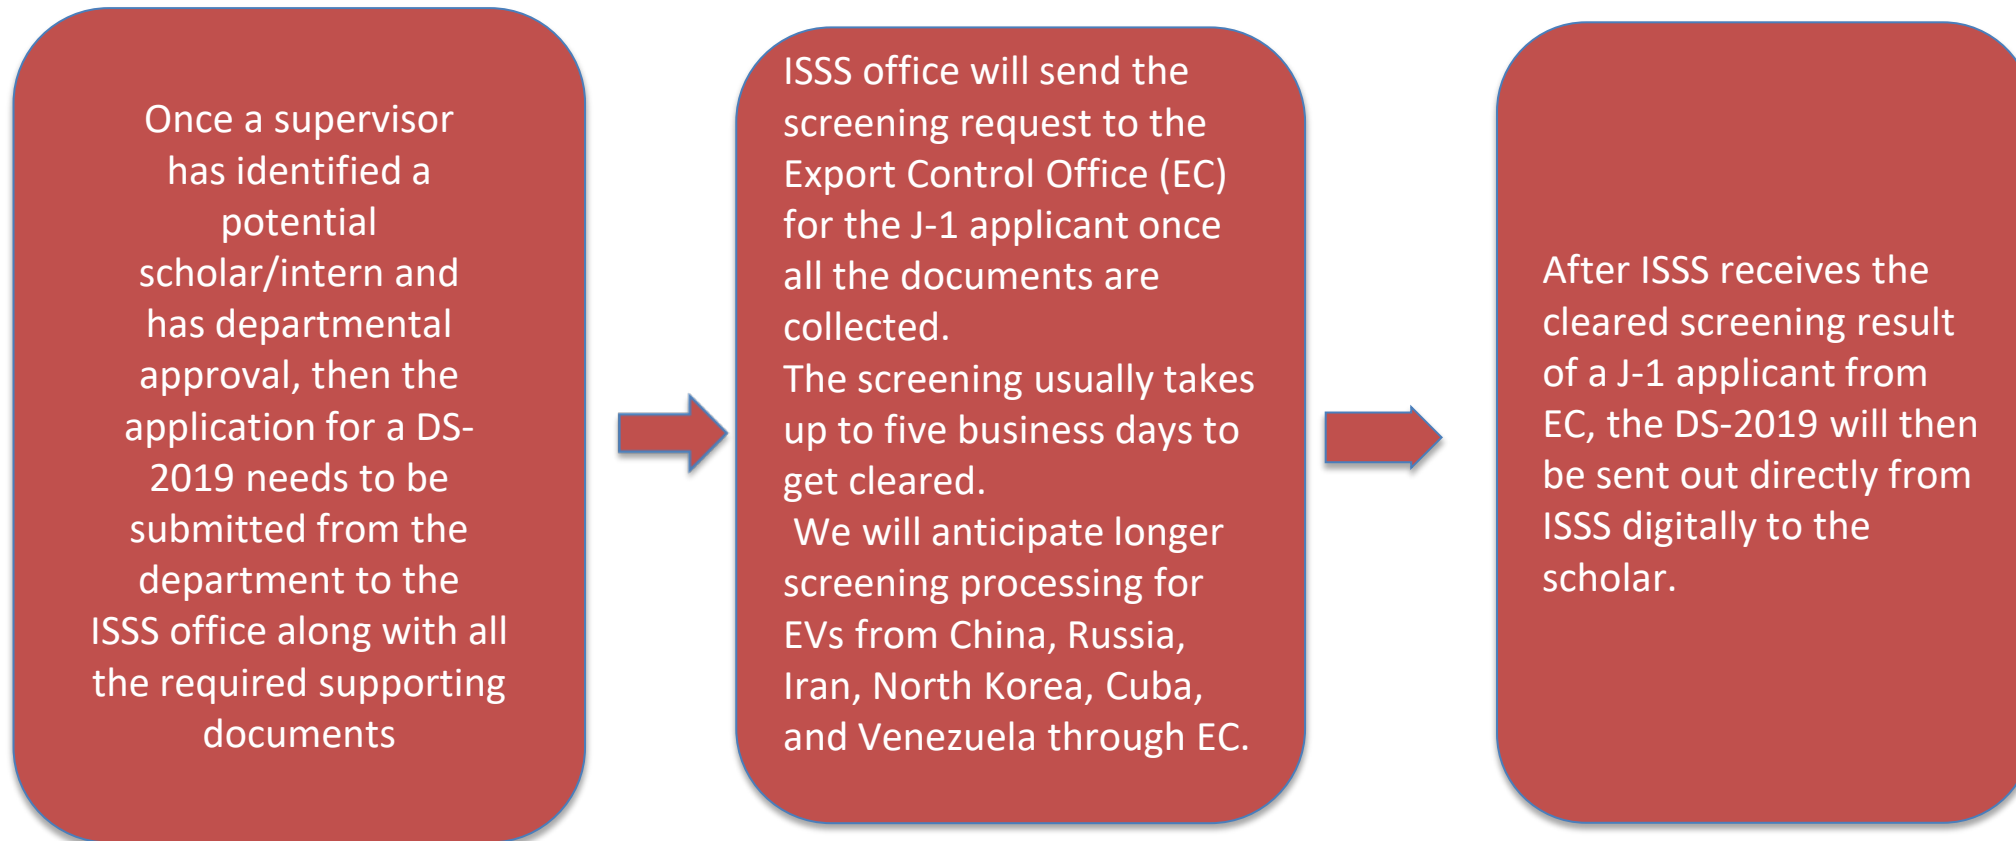 Once a supervisor
has identified a
potential
scholar/intern and
has departmental
approval, then the
application for a DS-
2019 needs to be
submitted from the
department to the
ISSS office along with all
the required supporting
documents
ISSS office will send the
screening request to the
Export Control Office (EC)
for the J-1 applicant once
all the documents are
collected.
The screening usually takes
up to five business days to
get cleared.
We will anticipate longer
screening processing for
EVs from China, Russia,
Iran, North Korea, Cuba,
and Venezuela through EC.
After ISSS receives the
cleared screening result
of a J-1 applicant from
EC, the DS-2019 will then
be sent out directly from
ISSS digitally to the
scholar.